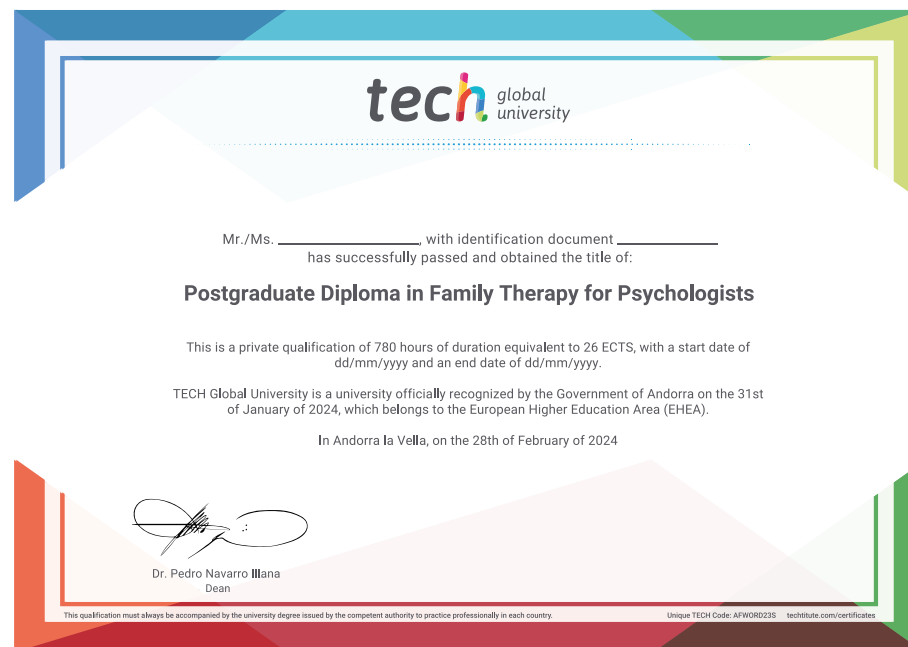 tech global
university
Mr./Ms. ____________, with identification document ____________
has successfully passed and obtained the title of:
Postgraduate Diploma in Family Therapy for Psychologists
This is a private qualification of 780 hours of duration equivalent to 26 ECTS, with a start date of
dd/mm/yyyy and an end date of dd/mm/yyyy.
TECH Global University is a university officially recognized by the Government of Andorra on the 31st
of January of 2024, which belongs to the European Higher Education Area (EHEA).
In Andorra la Vella, on the 28th of February of 2024
Dr. Pedro Navarro Illana
Dean
This qualification must always be accompanied by the university degree issued by the competent authority to practice professionally in each country.
Unique TECH Code: AFWORD23S techtitute.com/certificates